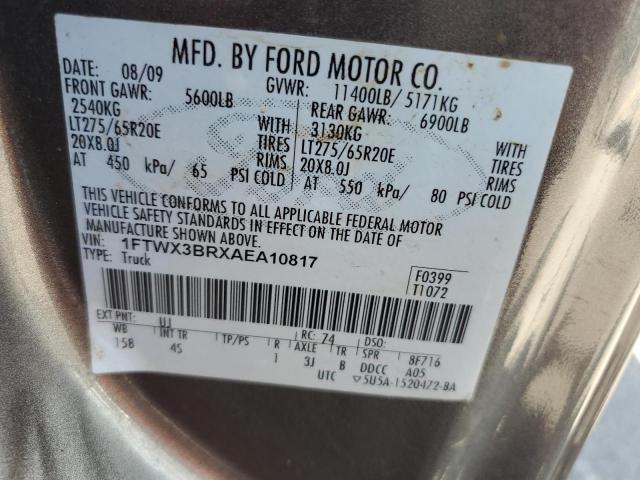 MFD. BY FORD MOTOR CO.
DATE: 08/09 GVWR: 11400LB/ 5171KG
FRONT GAWR: 5600LB REAR GAWR: 6900LB
2540KG WITH 3130KG WITH
LT275/65R20E TIRES LT275/65R20E TIRES
20X8.0J RIMS 20X8.0J RIMS
AT 450 kPa/ 65 PSI COLD AT 550 kPa/ 80 PSI COLD
THIS VEHICLE CONFORMS TO ALL APPLICABLE FEDERAL MOTOR
VEHICLE SAFETY STANDARDS IN EFFECT ON THE DATE OF
MANUFACTURE SHOWN ABOVE.
VIN: 1FTWX3BRXAEA10817
TYPE: Truck F0399
T1072
EXT PNT: UJ RC: 74 DSO:
WB INT TR TP/PS R AXLE TR SPR 8F716
158 4S 1 3J B DDCC A05
UTC ▽5U5A-1520472-BA